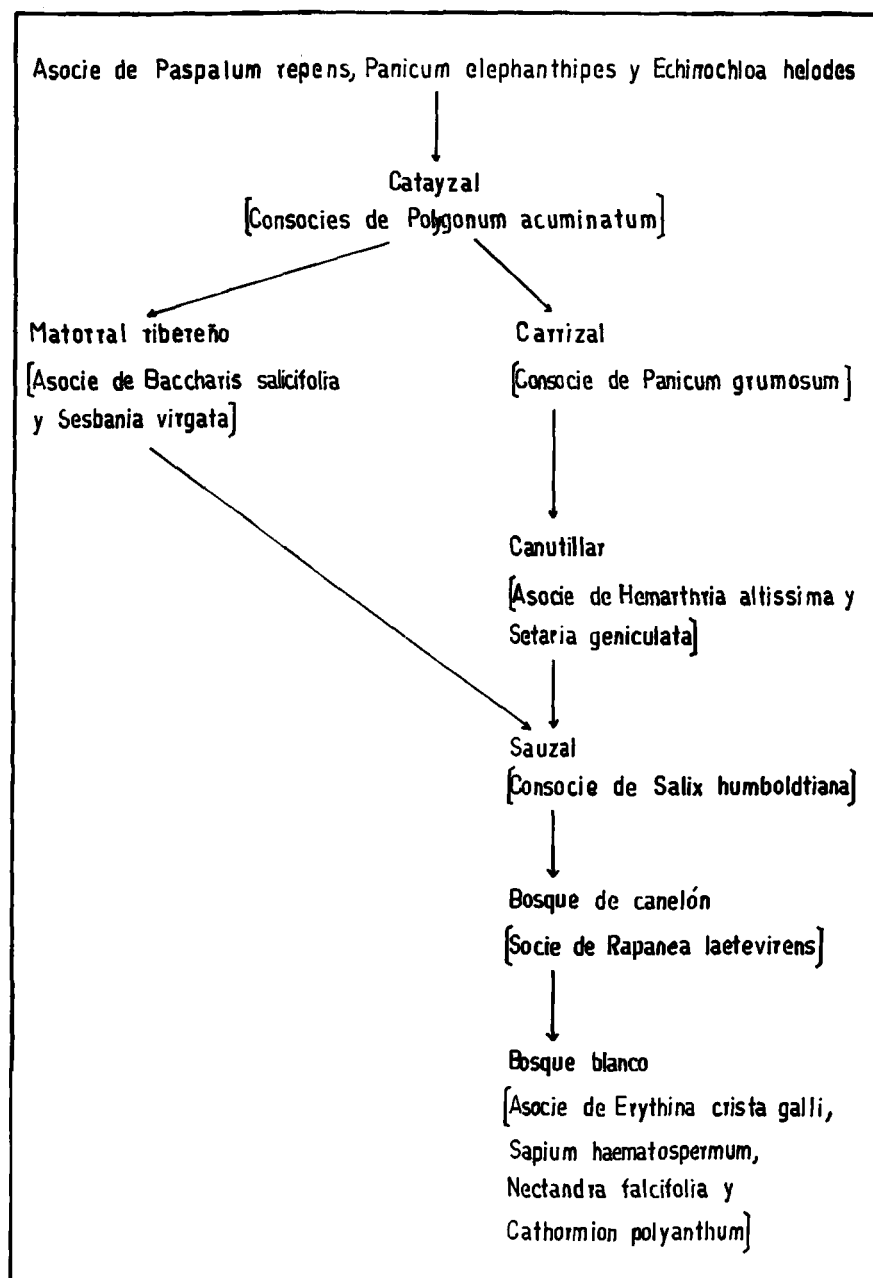 Asocie de Paspalum repens, Panicum elephanthipes y Echinochloa helodes
Catayzal
[Consocies de Polygonum acuminatum]
Matorral ribereño
[Asocie de Baccharis salicifolia
y Sesbania virgata]
Carrizal
[Consocie de Panicum grumosum]
Canutillar
[Asocie de Hemarthria altissima y
Setaria geniculata]
Sauzal
[Consocie de Salix humboldtiana]
Bosque de canelón
[Socie de Rapanea laetevirens]
Bosque blanco
[Asocie de Erythina crista galli,
Sapium haematospermum,
Nectandra falcifolia y
Cathormion polyanthum]